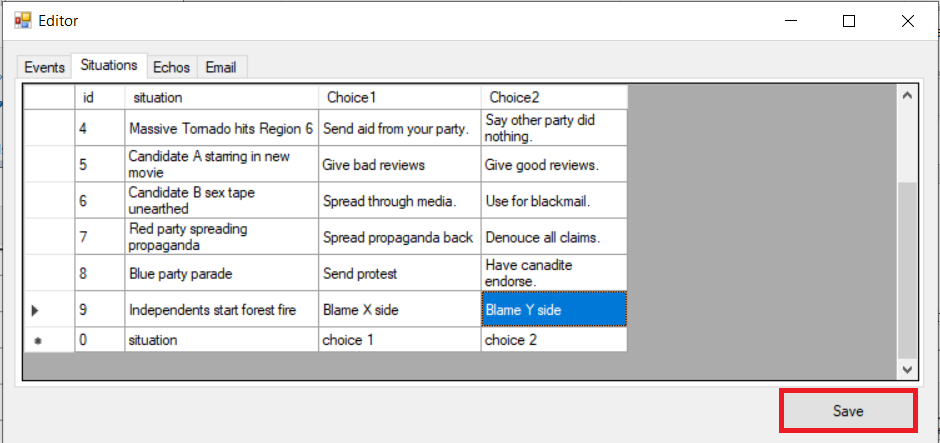 Editor
Events Situations Echos Email
id situation Choice1 Choice2
4 Massive Tornado hits Region 6 Send aid from your party. Say other party did
nothing.
5 Candidate A starring in new
movie Give bad reviews Give good reviews.
6 Candidate B sex tape
unearthed Spread through media. Use for blackmail.
7 Red party spreading
propaganda Spread propaganda back Denouce all claims.
8 Blue party parade Send protest Have canadite
endorse.
9 Independents start forest fire Blame X side Blame Y side
0 situation choice 1 choice 2
Save